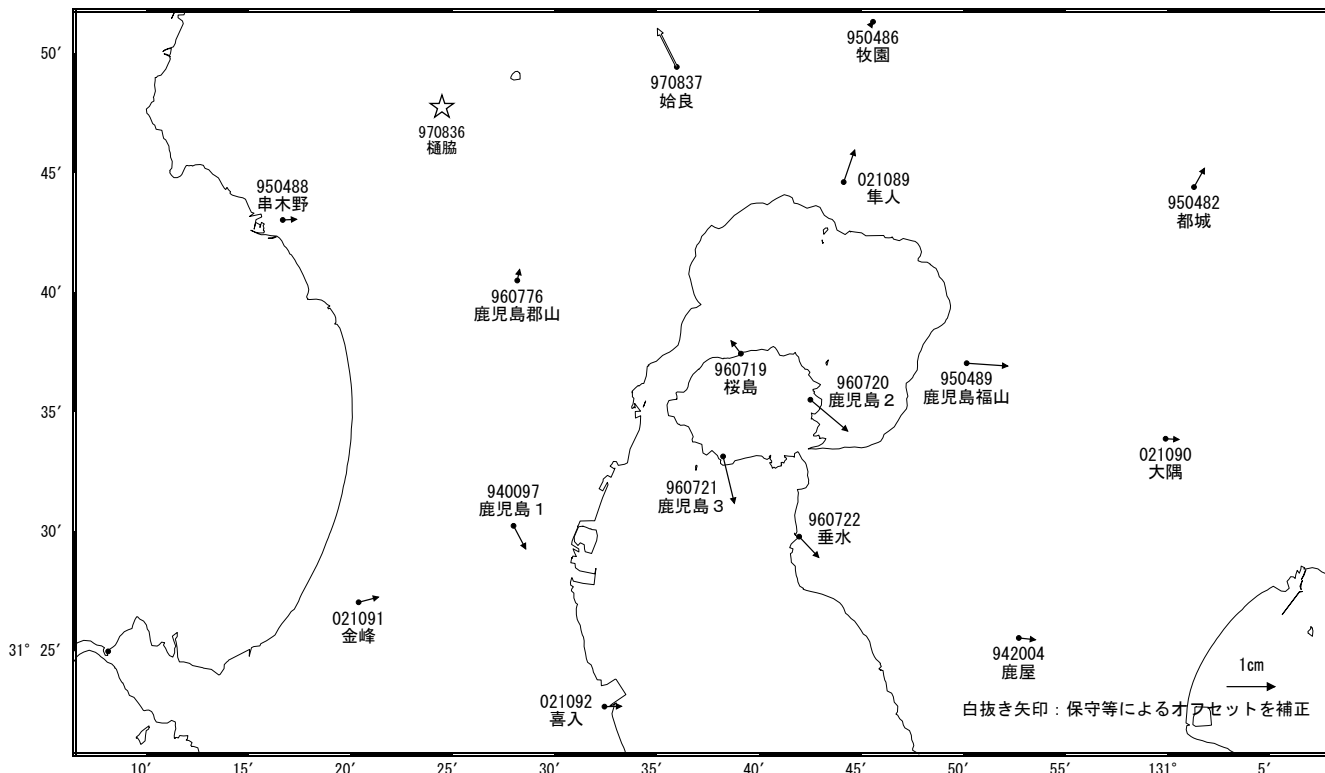 950486
牧園
50′
970837
姶良
970836
樋脇
45′
950488
串木野
021089
隼人
950482
都城
40′
960776
鹿児島郡山
960719
桜島
960720
鹿児島２
950489
鹿児島福山
35′
021090
大隅
960721
鹿児島３
940097
鹿児島１
30′
960722
垂水
021091
金峰
31° 25′
942004
鹿屋
1cm
021092
喜入
白抜き矢印：保守等によるオフセットを補正
10′ 15′ 20′ 25′ 30′ 35′ 40′ 45′ 50′ 55′ 131° 5′